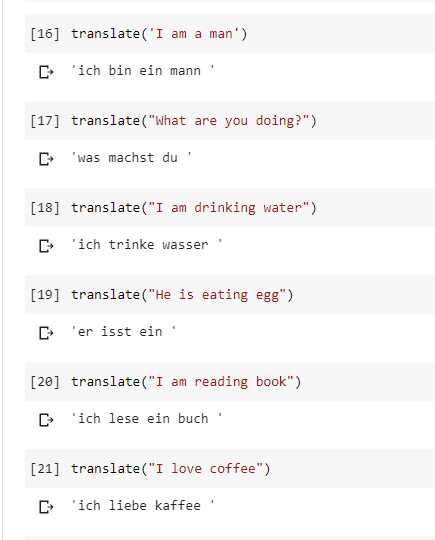 [16] translate('I am a man')
'ich bin ein mann '
[17] translate("What are you doing?")
'was machst du '
[18] translate("I am drinking water")
'ich trinke wasser '
[19] translate("He is eating egg")
'er isst ein '
[20] translate("I am reading book")
'ich lese ein buch '
[21] translate("I love coffee")
'ich liebe kaffee '